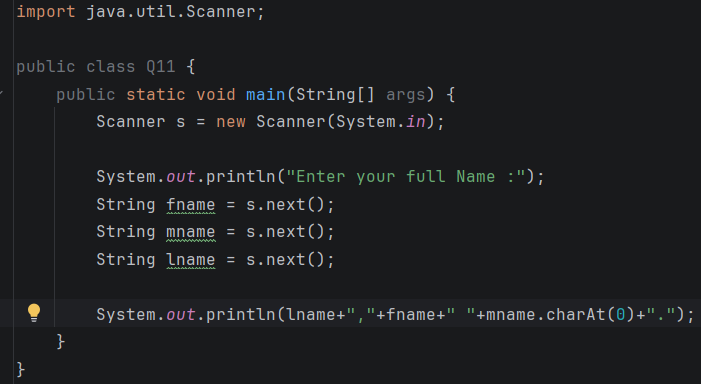 import java.util.Scanner;
public class Q11 {
public static void main(String[] args) {
Scanner s = new Scanner(System.in);
System.out.println("Enter your full Name :");
String fname = s.next();
String mname = s.next();
String lname = s.next();
System.out.println(lname+","+fname+" "+mname.charAt(0)+".");
}
}